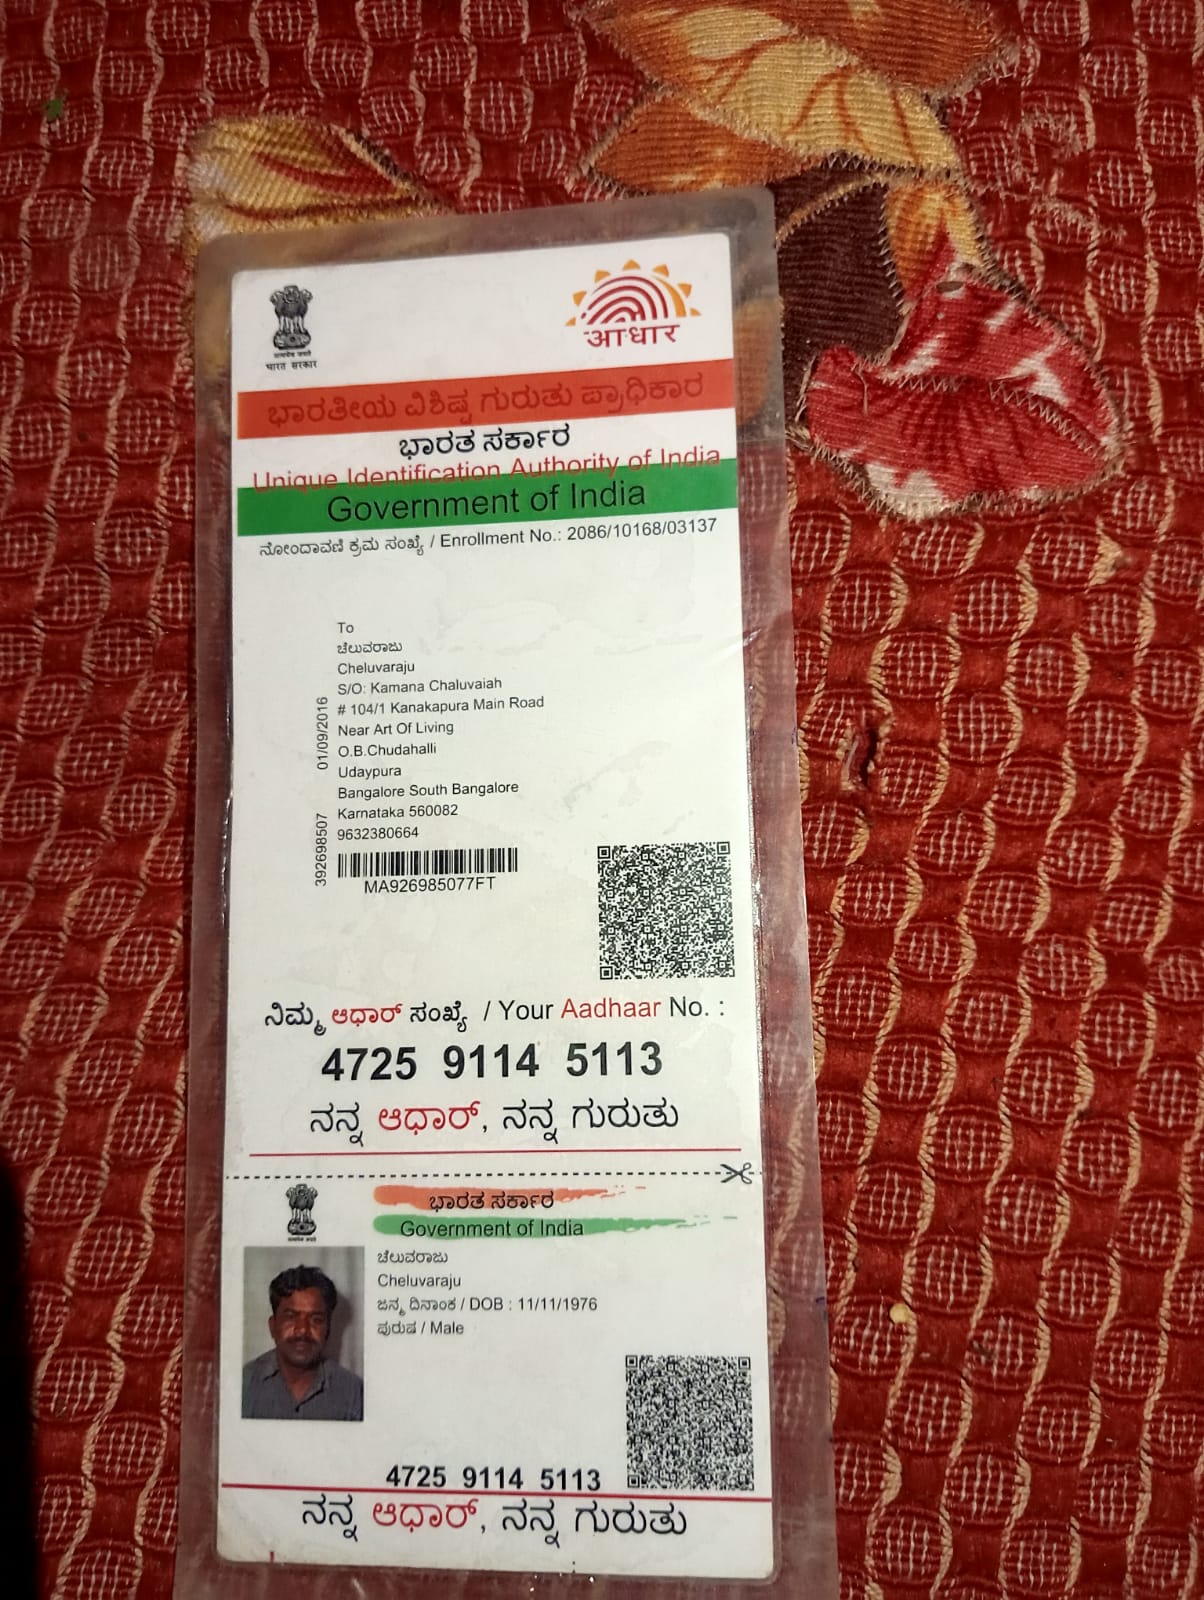 सत्यमेव जयते
भारत सरकार
आधार
ಭಾರತೀಯ ವಿಶಿಷ್ಟ ಗುರುತು ಪ್ರಾಧಿಕಾರ
ಭಾರತ ಸರ್ಕಾರ
Unique Identification Authority of India
Government of India
ನೋಂದಾವಣಿ ಕ್ರಮ ಸಂಖ್ಯೆ / Enrollment No.: 2086/10168/03137
To
ಚೆಲುವರಾಜು
Cheluvaraju
S/O: Kamana Chaluvaiah
# 104/1 Kanakapura Main Road
Near Art Of Living
O.B.Chudahalli
Udaypura
Bangalore South Bangalore
Karnataka 560082
9632380664
392698507 01/09/2016
MA926985077FT
ನಿಮ್ಮ ಆಧಾರ್ ಸಂಖ್ಯೆ / Your Aadhaar No. :
4725 9114 5113
ನನ್ನ ಆಧಾರ್, ನನ್ನ ಗುರುತು
ಭಾರತ ಸರ್ಕಾರ
Government of India
ಚೆಲುವರಾಜು
Cheluvaraju
ಜನ್ಮ ದಿನಾಂಕ / DOB : 11/11/1976
ಪುರುಷ / Male
4725 9114 5113
ನನ್ನ ಆಧಾರ್, ನನ್ನ ಗುರುತು